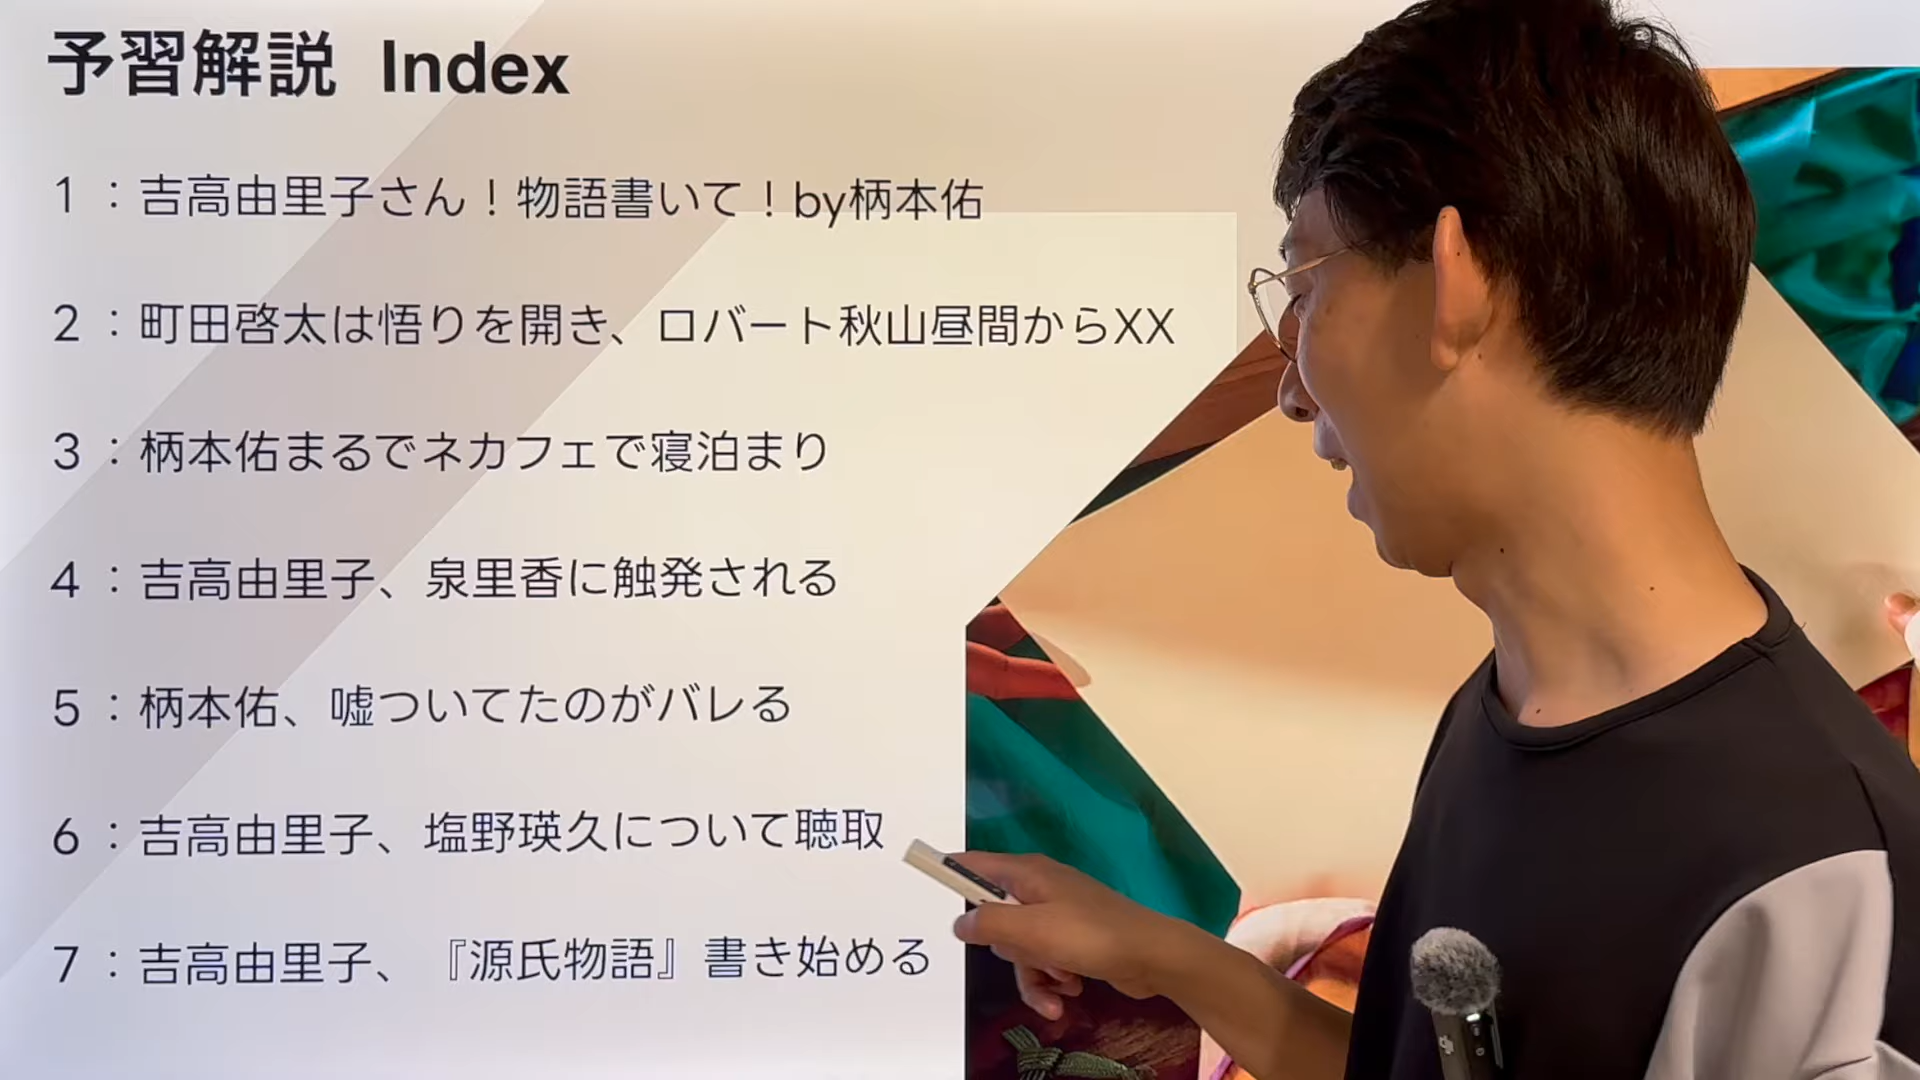 予習解説 Index
1：吉高由里子さん！物語書いて！by柄本佑
2：町田啓太は悟りを開き、ロバート秋山昼間からXX
3：柄本佑まるでネカフェで寝泊まり
4：吉高由里子、泉里香に触発される
5：柄本佑、嘘ついてたのがバレる
6：吉高由里子、塩野瑛久について聴取
7：吉高由里子、『源氏物語』書き始める